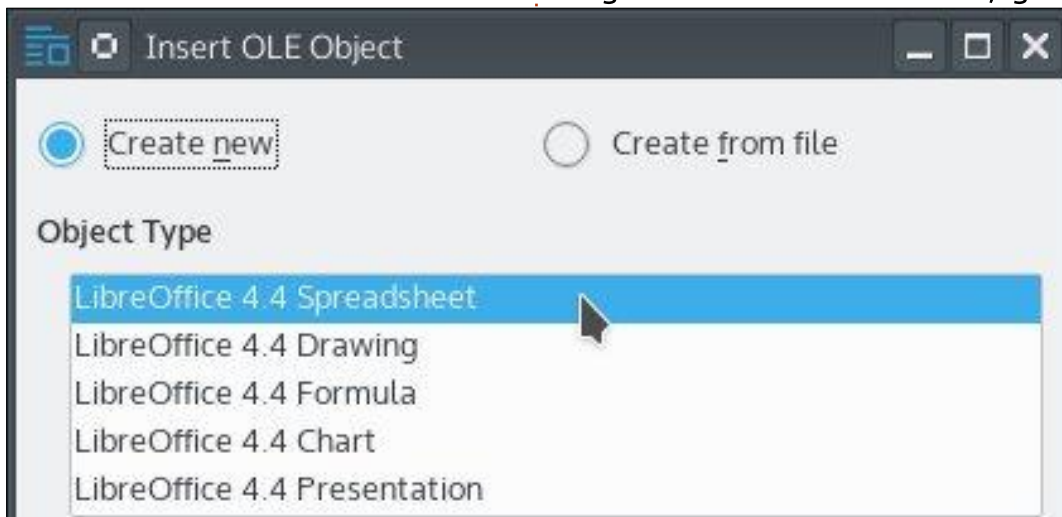 Insert OLE Object
Create new
Create from file
Object Type
LibreOffice 4.4 Spreadsheet
LibreOffice 4.4 Drawing
LibreOffice 4.4 Formula
LibreOffice 4.4 Chart
LibreOffice 4.4 Presentation